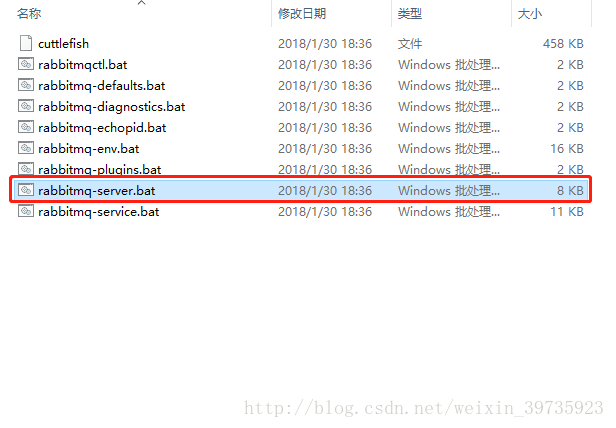 名称 修改日期 类型 大小
cuttlefish 2018/1/30 18:36 文件 458 KB
rabbitmqctl.bat 2018/1/30 18:36 Windows 批处理... 2 KB
rabbitmq-defaults.bat 2018/1/30 18:36 Windows 批处理... 2 KB
rabbitmq-diagnostics.bat 2018/1/30 18:36 Windows 批处理... 2 KB
rabbitmq-echopid.bat 2018/1/30 18:36 Windows 批处理... 2 KB
rabbitmq-env.bat 2018/1/30 18:36 Windows 批处理... 16 KB
rabbitmq-plugins.bat 2018/1/30 18:36 Windows 批处理... 2 KB
rabbitmq-server.bat 2018/1/30 18:36 Windows 批处理... 8 KB
rabbitmq-service.bat 2018/1/30 18:36 Windows 批处理... 11 KB
http://blog.csdn.net/weixin_39735923